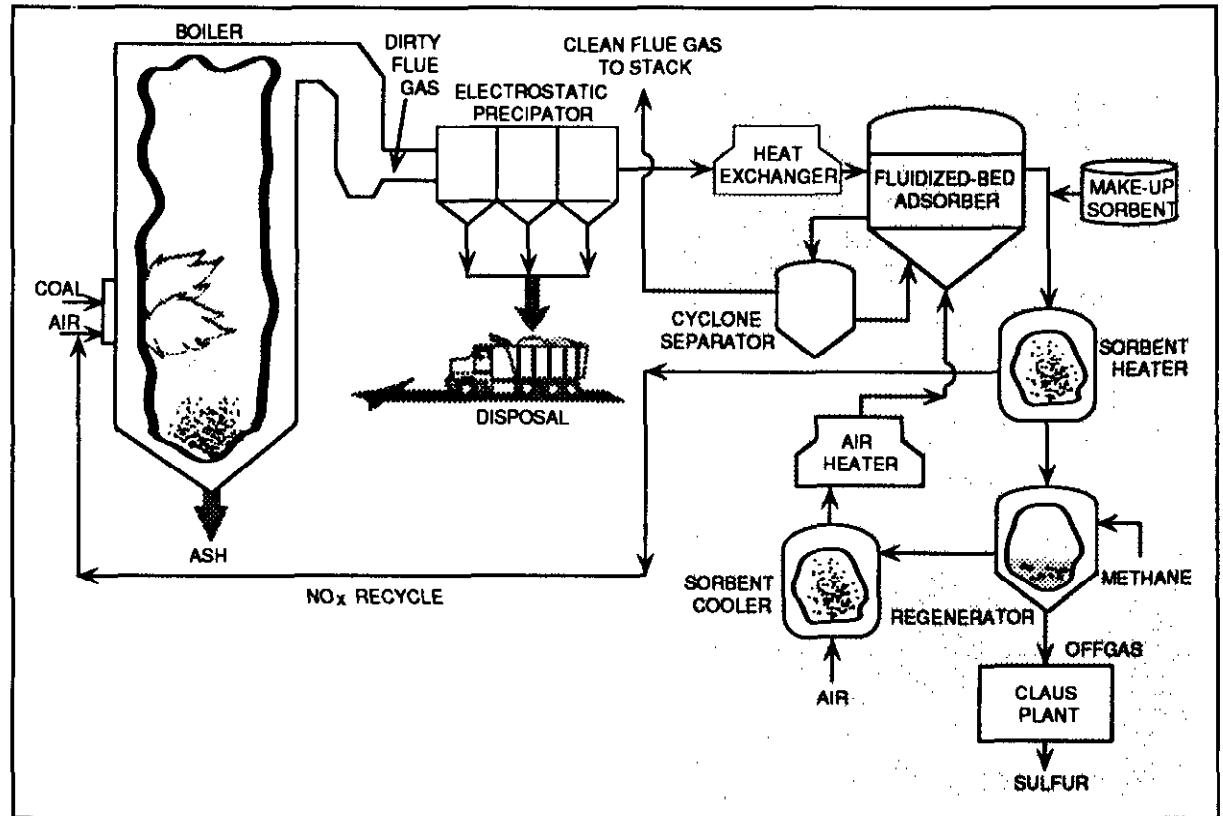 BOILER
DIRTY
FLUE
GAS
CLEAN FLUE GAS
TO STACK
ELECTROSTATIC
PRECIPATOR
HEAT
EXCHANGER
FLUIDIZED-BED
ADSORBER
MAKE-UP
SORBENT
COAL
AIR
CYCLONE
SEPARATOR
SORBENT
HEATER
DISPOSAL
AIR
HEATER
ASH
NOx RECYCLE
SORBENT
COOLER
REGENERATOR
METHANE
OFFGAS
AIR
CLAUS
PLANT
SULFUR